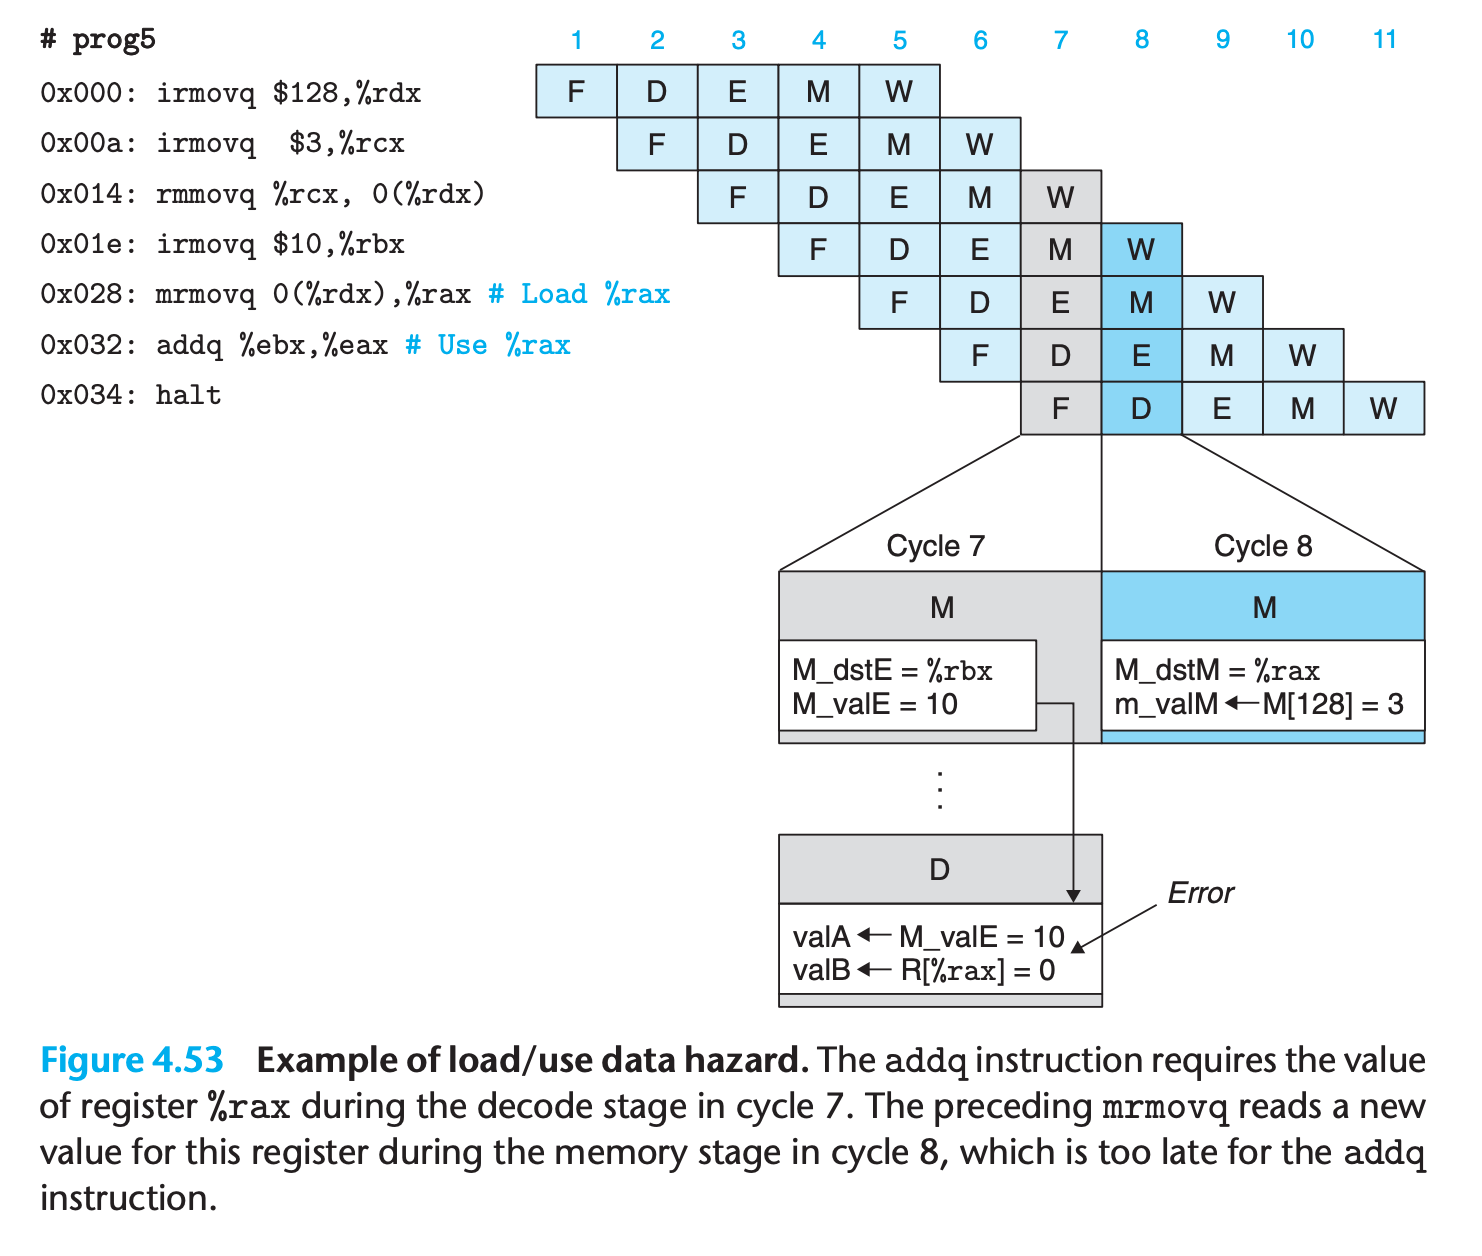 # prog5 1 2 3 4 5 6 7 8 9 10 11
0x000: irmovq $128,%rdx F D E M W
0x00a: irmovq  $3,%rcx F D E M W
0x014: rmmovq %rcx, 0(%rdx) F D E M W
0x01e: irmovq $10,%rbx F D E M W
0x028: mrmovq 0(%rdx),%rax # Load %rax F D E M W
0x032: addq %ebx,%eax # Use %rax F D E M W
0x034: halt F D E M W
Cycle 7 Cycle 8
M M
M_dstE = %rbx M_dstM = %rax
M_valE = 10 m_valM ← M[128] = 3
⋮
D
Error
valA ← M_valE = 10
valB ← R[%rax] = 0
Figure 4.53 Example of load/use data hazard. The addq instruction requires the value
of register %rax during the decode stage in cycle 7. The preceding mrmovq reads a new
value for this register during the memory stage in cycle 8, which is too late for the addq
instruction.